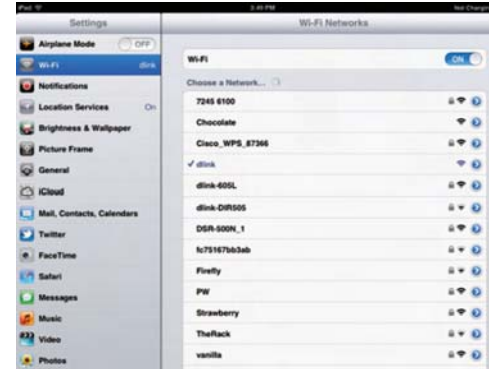 iPad
2:49 PM
Not Charging
Settings
Wi-Fi Networks
Airplane Mode OFF
Wi-Fi dlink
Notifications
Location Services On
Brightness & Wallpaper
Picture Frame
General
iCloud
Mail, Contacts, Calendars
Twitter
FaceTime
Safari
Messages
Music
Video
Photos
Wi-Fi ON
Choose a Network...
7245 6100
Chocolate
Cisco_WPS_87366
dlink
dlink-605L
dlink-DIR505
DSR-500N_1
fc75167bb3ab
Firefly
PW
Strawberry
TheRack
vanilla